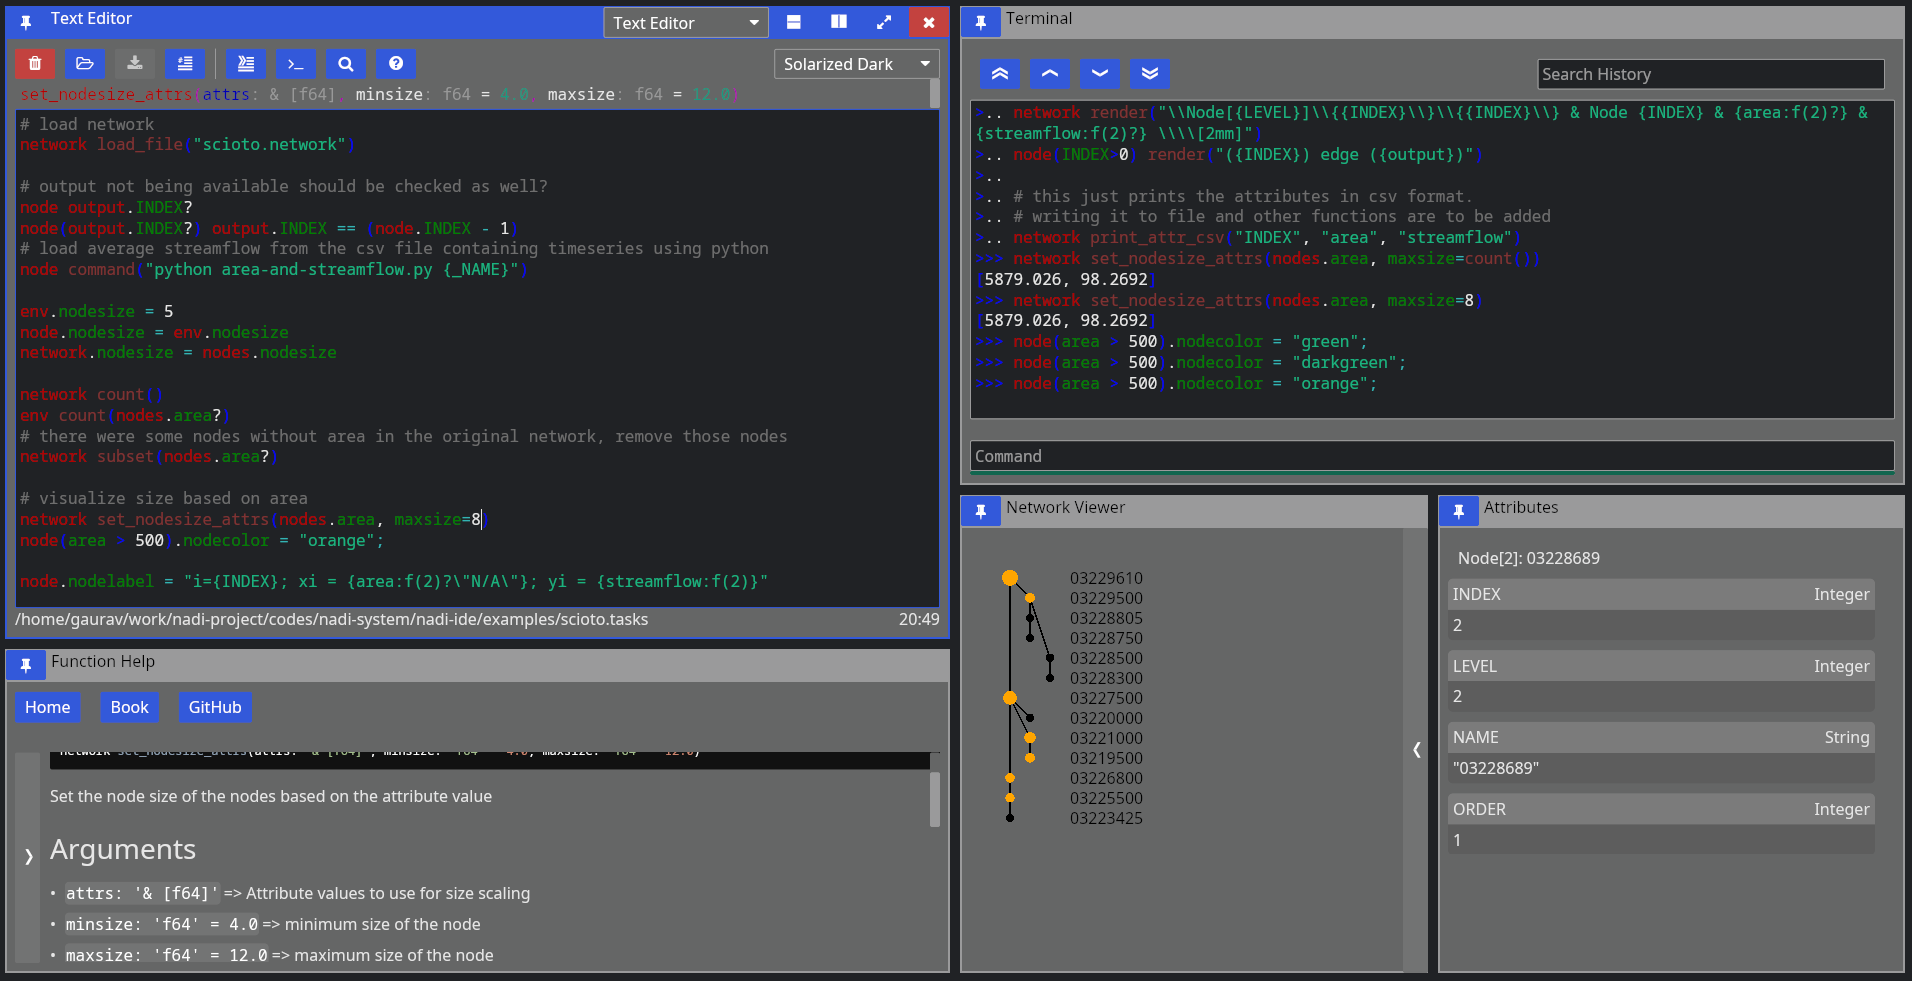 Text Editor
Text Editor
Solarized Dark
set_nodesize_attrs(attrs: & [f64], minsize: f64 = 4.0, maxsize: f64 = 12.0)
# load network
network load_file("scioto.network")
# output not being available should be checked as well?
node output.INDEX?
node(output.INDEX?) output.INDEX == (node.INDEX - 1)
# load average streamflow from the csv file containing timeseries using python
node command("python area-and-streamflow.py {_NAME}")
env.nodesize = 5
node.nodesize = env.nodesize
network.nodesize = nodes.nodesize
network count()
env count(nodes.area?)
# there were some nodes without area in the original network, remove those nodes
network subset(nodes.area?)
# visualize size based on area
network set_nodesize_attrs(nodes.area, maxsize=8)
node(area > 500).nodecolor = "orange";
node.nodelabel = "i={INDEX}; xi = {area:f(2)?\"N/A\"}; yi = {streamflow:f(2)}"
/home/gaurav/work/nadi-project/codes/nadi-system/nadi-ide/examples/scioto.tasks
20:49
Function Help
Home
Book
GitHub
network set_nodesize_attrs(attrs: '& [f64]', minsize: 'f64' = 4.0, maxsize: 'f64' = 12.0)
Set the node size of the nodes based on the attribute value
Arguments
• attrs: '& [f64]' => Attribute values to use for size scaling
• minsize: 'f64' = 4.0 => minimum size of the node
• maxsize: 'f64' = 12.0 => maximum size of the node
Terminal
Search History
>.. network render("\\Node[{LEVEL}]\\{{INDEX}\\}\\{{INDEX}\\} & Node {INDEX} & {area:f(2)?} &
{streamflow:f(2)?} \\\\[2mm]")
>.. node(INDEX>0) render("({INDEX}) edge ({output})")
>..
>.. # this just prints the attributes in csv format.
>.. # writing it to file and other functions are to be added
>.. network print_attr_csv("INDEX", "area", "streamflow")
>>> network set_nodesize_attrs(nodes.area, maxsize=count())
[5879.026, 98.2692]
>>> network set_nodesize_attrs(nodes.area, maxsize=8)
[5879.026, 98.2692]
>>> node(area > 500).nodecolor = "green";
>>> node(area > 500).nodecolor = "darkgreen";
>>> node(area > 500).nodecolor = "orange";
Command
Network Viewer
03229610
03229500
03228805
03228750
03228500
03228300
03227500
03220000
03221000
03219500
03226800
03225500
03223425
Attributes
Node[2]: 03228689
INDEX Integer
2
LEVEL Integer
2
NAME String
"03228689"
ORDER Integer
1